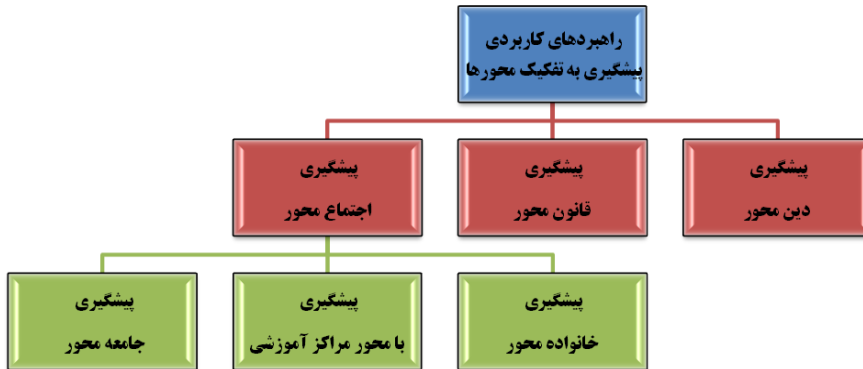 راهبردهای کاربردی
پیشگیری به تفکیک محورها
پیشگیری
دین محور
پیشگیری
قانون محور
پیشگیری
اجتماع محور
پیشگیری
خانواده محور
پیشگیری
با محور مراکز آموزشی
پیشگیری
جامعه محور